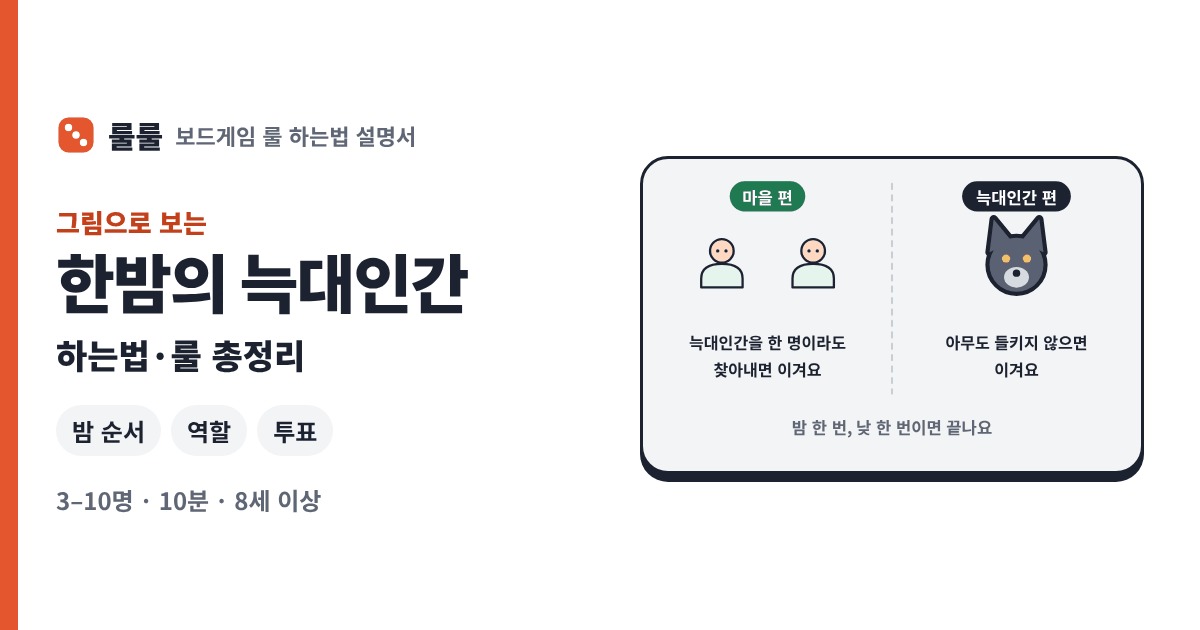 룰룰 보드게임 룰 하는법 설명서
그림으로 보는
한밤의 늑대인간
하는법·룰 총정리
밤 순서 역할 투표
3–10명 · 10분 · 8세 이상
마을 편
늑대인간을 한 명이라도
찾아내면 이겨요
늑대인간 편
아무도 들키지 않으면
이겨요
밤 한 번, 낮 한 번이면 끝나요